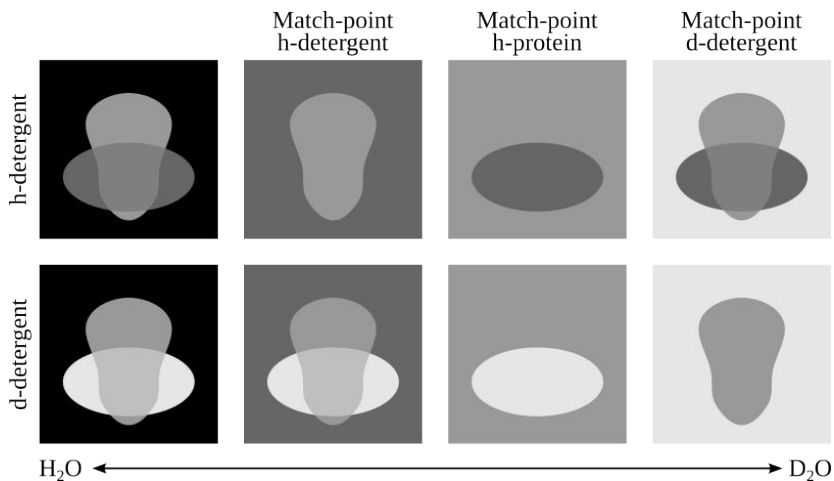 Match-point
h-detergent
Match-point
h-protein
Match-point
d-detergent
h-detergent
d-detergent
H₂O
D₂O